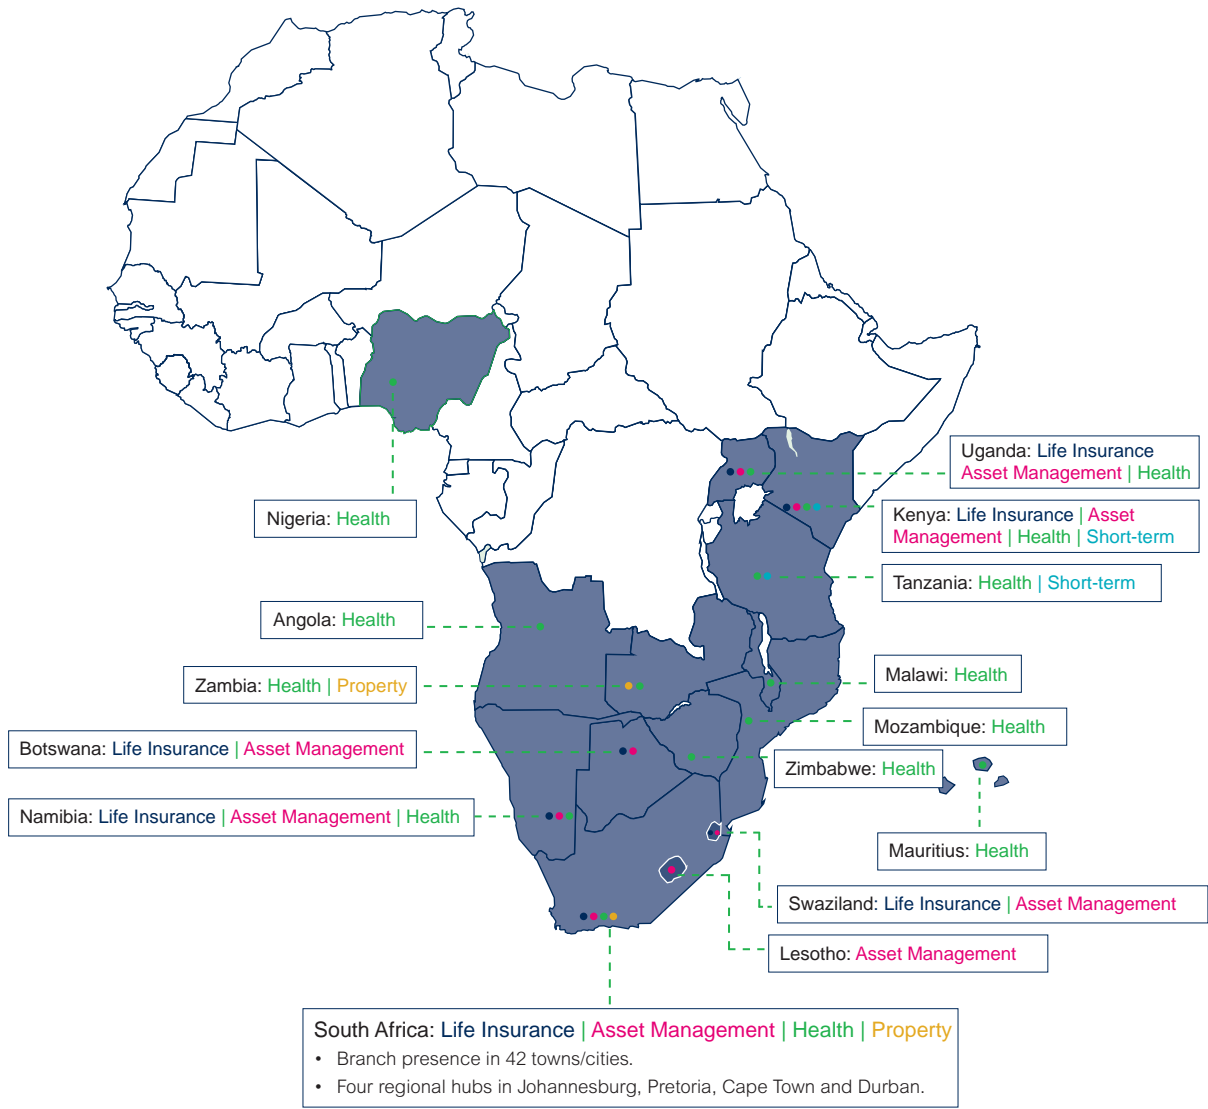 Uganda: Life Insurance
Asset Management | Health
Nigeria: Health
Kenya: Life Insurance | Asset
Management | Health | Short-term
Tanzania: Health | Short-term
Angola: Health
Malawi: Health
Zambia: Health | Property
Mozambique: Health
Botswana: Life Insurance | Asset Management
Zimbabwe: Health
Namibia: Life Insurance | Asset Management | Health
Mauritius: Health
Swaziland: Life Insurance | Asset Management
Lesotho: Asset Management
South Africa: Life Insurance | Asset Management | Health | Property
• Branch presence in 42 towns/cities.
• Four regional hubs in Johannesburg, Pretoria, Cape Town and Durban.